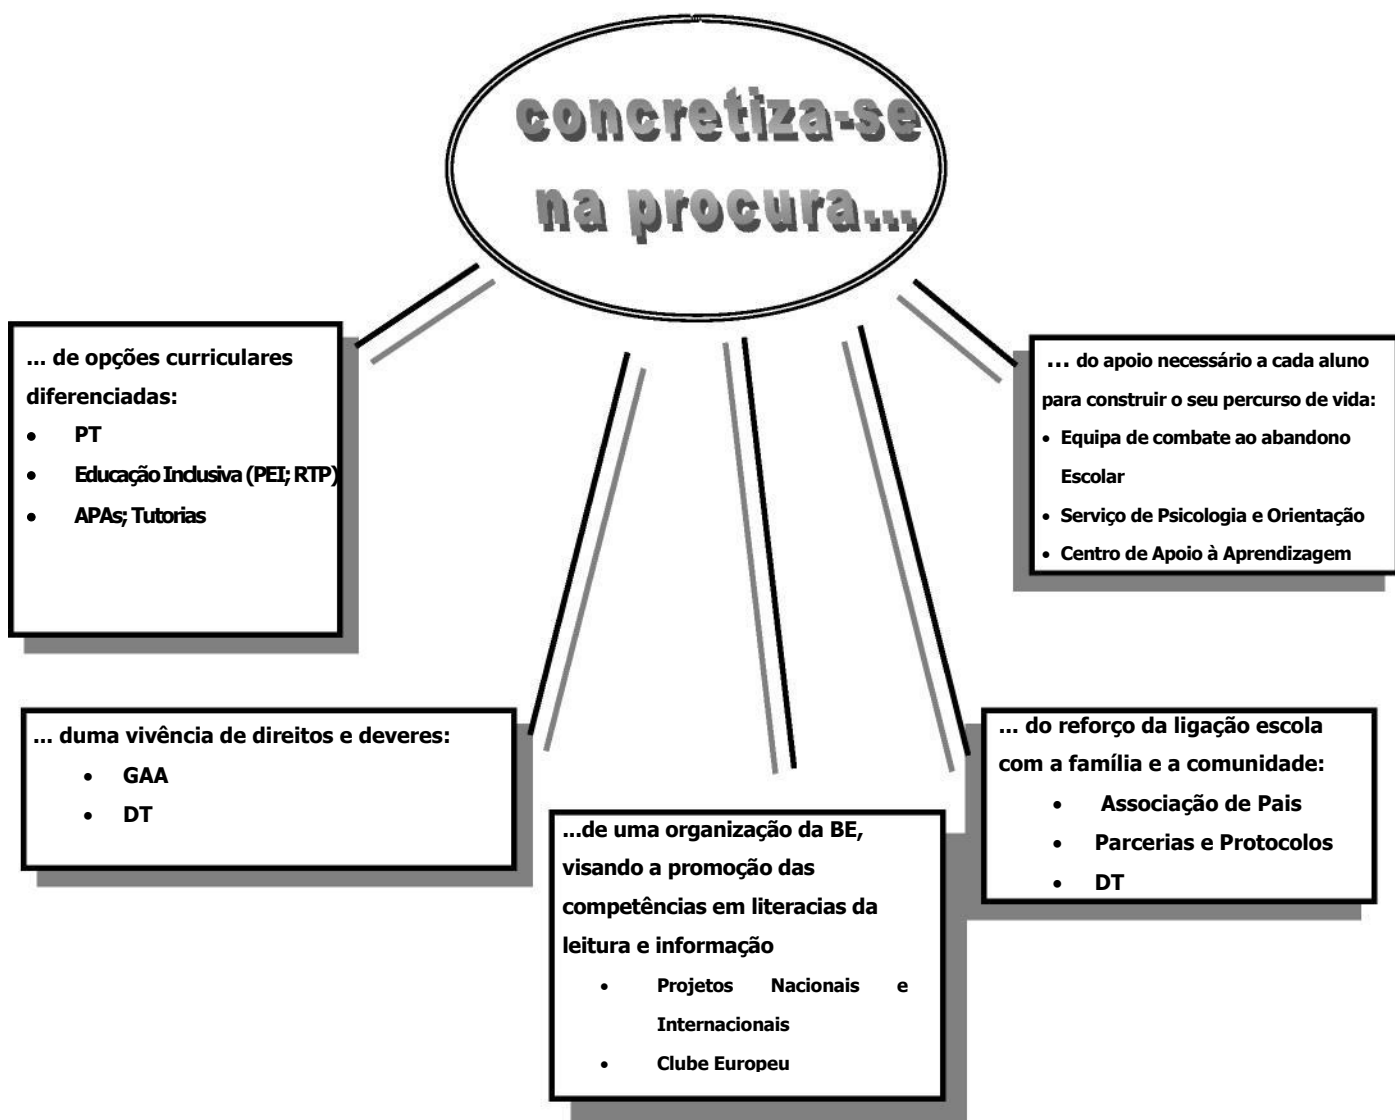 concretiza-se
na procura...
... de opções curriculares
diferenciadas:
• PT
• Educação Inclusiva (PEI; RTP)
• APAs; Tutorias
... do apoio necessário a cada aluno
para construir o seu percurso de vida:
• Equipa de combate ao abandono
Escolar
• Serviço de Psicologia e Orientação
• Centro de Apoio à Aprendizagem
... duma vivência de direitos e deveres:
• GAA
• DT
...de uma organização da BE,
visando a promoção das
competências em literacias da
leitura e informação
• Projetos Nacionais e
Internacionais
• Clube Europeu
... do reforço da ligação escola
com a família e a comunidade:
• Associação de Pais
• Parcerias e Protocolos
• DT